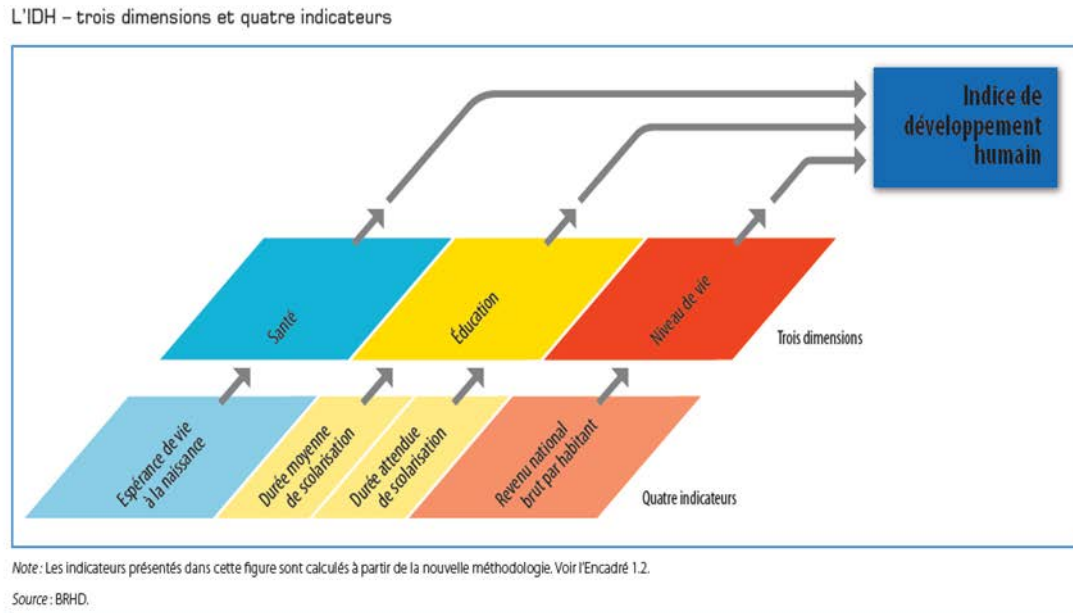 L'IDH – trois dimensions et quatre indicateurs
Indice de
développement
humain
Santé
Éducation
Niveau de vie
Trois dimensions
Espérance de vie
à la naissance
Durée moyenne
de scolarisation
Durée attendue
de scolarisation
Revenu national
brut par habitant
Quatre indicateurs
Note : Les indicateurs présentés dans cette figure sont calculés à partir de la nouvelle méthodologie. Voir l'Encadré 1.2.
Source : BRHD.